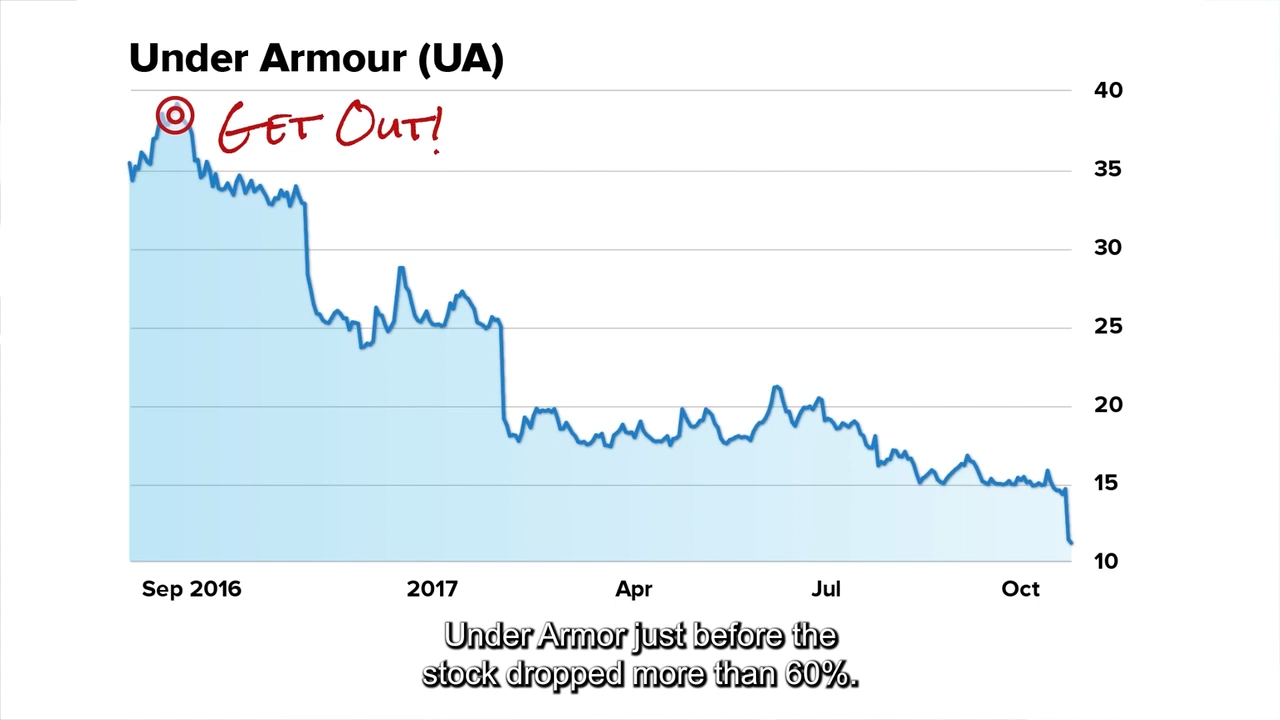 Under Armour (UA)
GET OUT!
40
35
30
25
20
15
10
Sep 2016 2017 Apr Jul Oct
Under Armor just before the
stock dropped more than 60%.